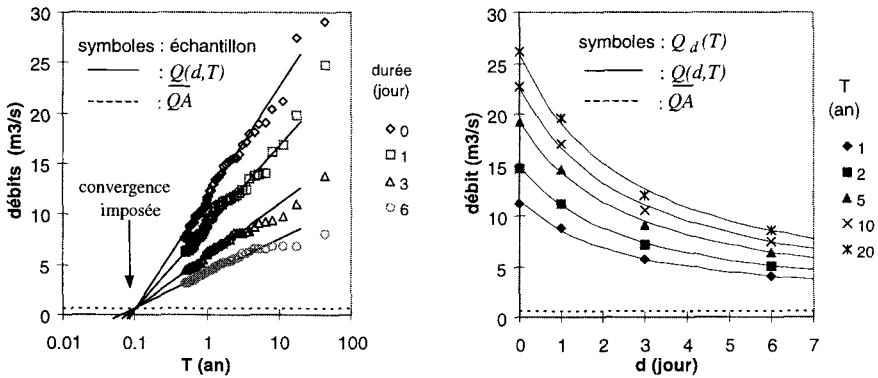 symboles : échantillon
: Q(d,T)
: QA
convergence
imposée
débits (m3/s)
30
25
20
15
10
5
0
0.01
0.1
1
10
100
T (an)
durée
(jour)
0
1
3
6
symboles : Q d (T)
: Q(d,T)
: QA
débit (m3/s)
30
25
20
15
10
5
0
0
1
2
3
4
5
6
7
d (jour)
T
(an)
1
2
5
10
20